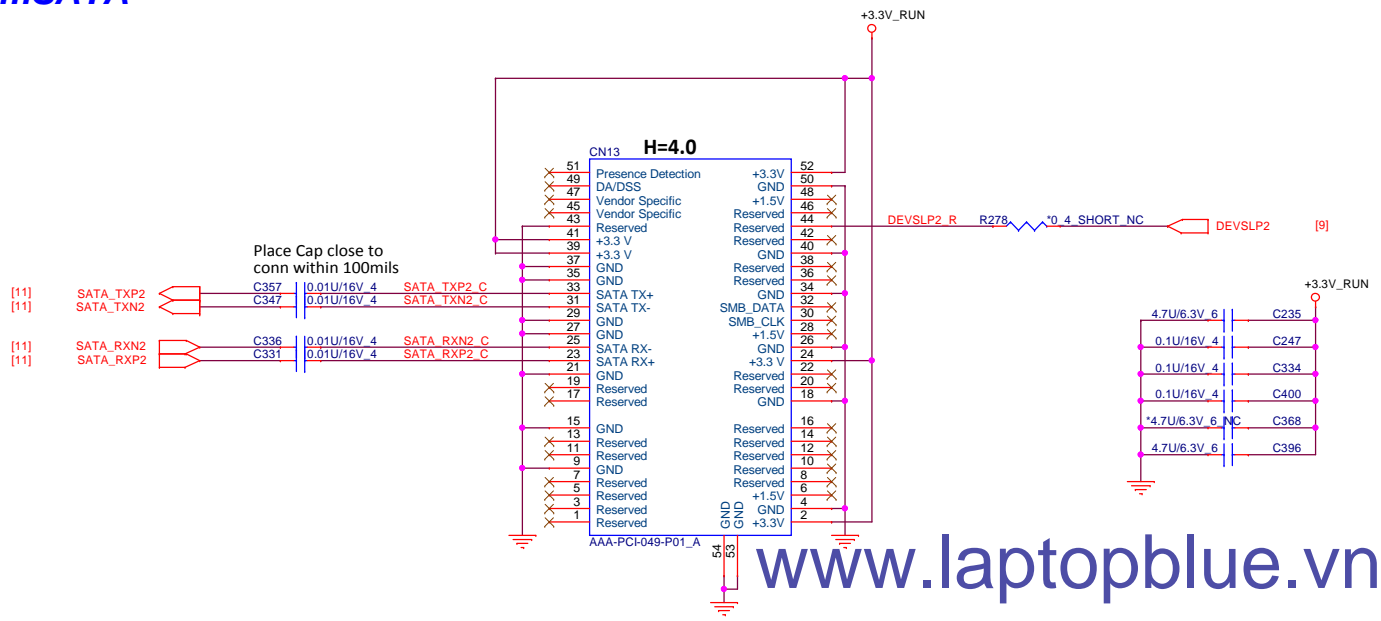 mSATA
+3.3V_RUN
CN13 H=4.0
51 Presence Detection +3.3V 52
49 DA/DSS GND 50
47 Vendor Specific +1.5V 48
45 Vendor Specific Reserved 46
43 Reserved Reserved 44 DEVSLP2_R R278 *0_4_SHORT_NC DEVSLP2 [9]
41 +3.3 V Reserved 42
39 +3.3 V GND 40
37 GND Reserved 38
35 GND Reserved 36
Place Cap close to
conn within 100mils
[11] SATA_TXP2 C357 0.01U/16V_4 SATA_TXP2_C 33 SATA TX+ GND 34
[11] SATA_TXN2 C347 0.01U/16V_4 SATA_TXN2_C 31 SATA TX- SMB_DATA 32
29 GND SMB_CLK 30
27 GND +1.5V 28
[11] SATA_RXN2 C336 0.01U/16V_4 SATA_RXN2_C 25 SATA RX- GND 26
[11] SATA_RXP2 C331 0.01U/16V_4 SATA_RXP2_C 23 SATA RX+ +3.3 V 24
21 GND Reserved 22
19 Reserved Reserved 20
17 Reserved GND 18
15 GND Reserved 16
13 Reserved Reserved 14
11 Reserved Reserved 12
9 GND Reserved 10
7 Reserved Reserved 8
5 Reserved +1.5V 6
3 Reserved GND 4
1 Reserved +3.3V 2
GND GND
54 53
AAA-PCI-049-P01_A
+3.3V_RUN
4.7U/6.3V_6 C235
0.1U/16V_4 C247
0.1U/16V_4 C334
0.1U/16V_4 C400
*4.7U/6.3V_6_NC C368
4.7U/6.3V_6 C396
www.laptopblue.vn